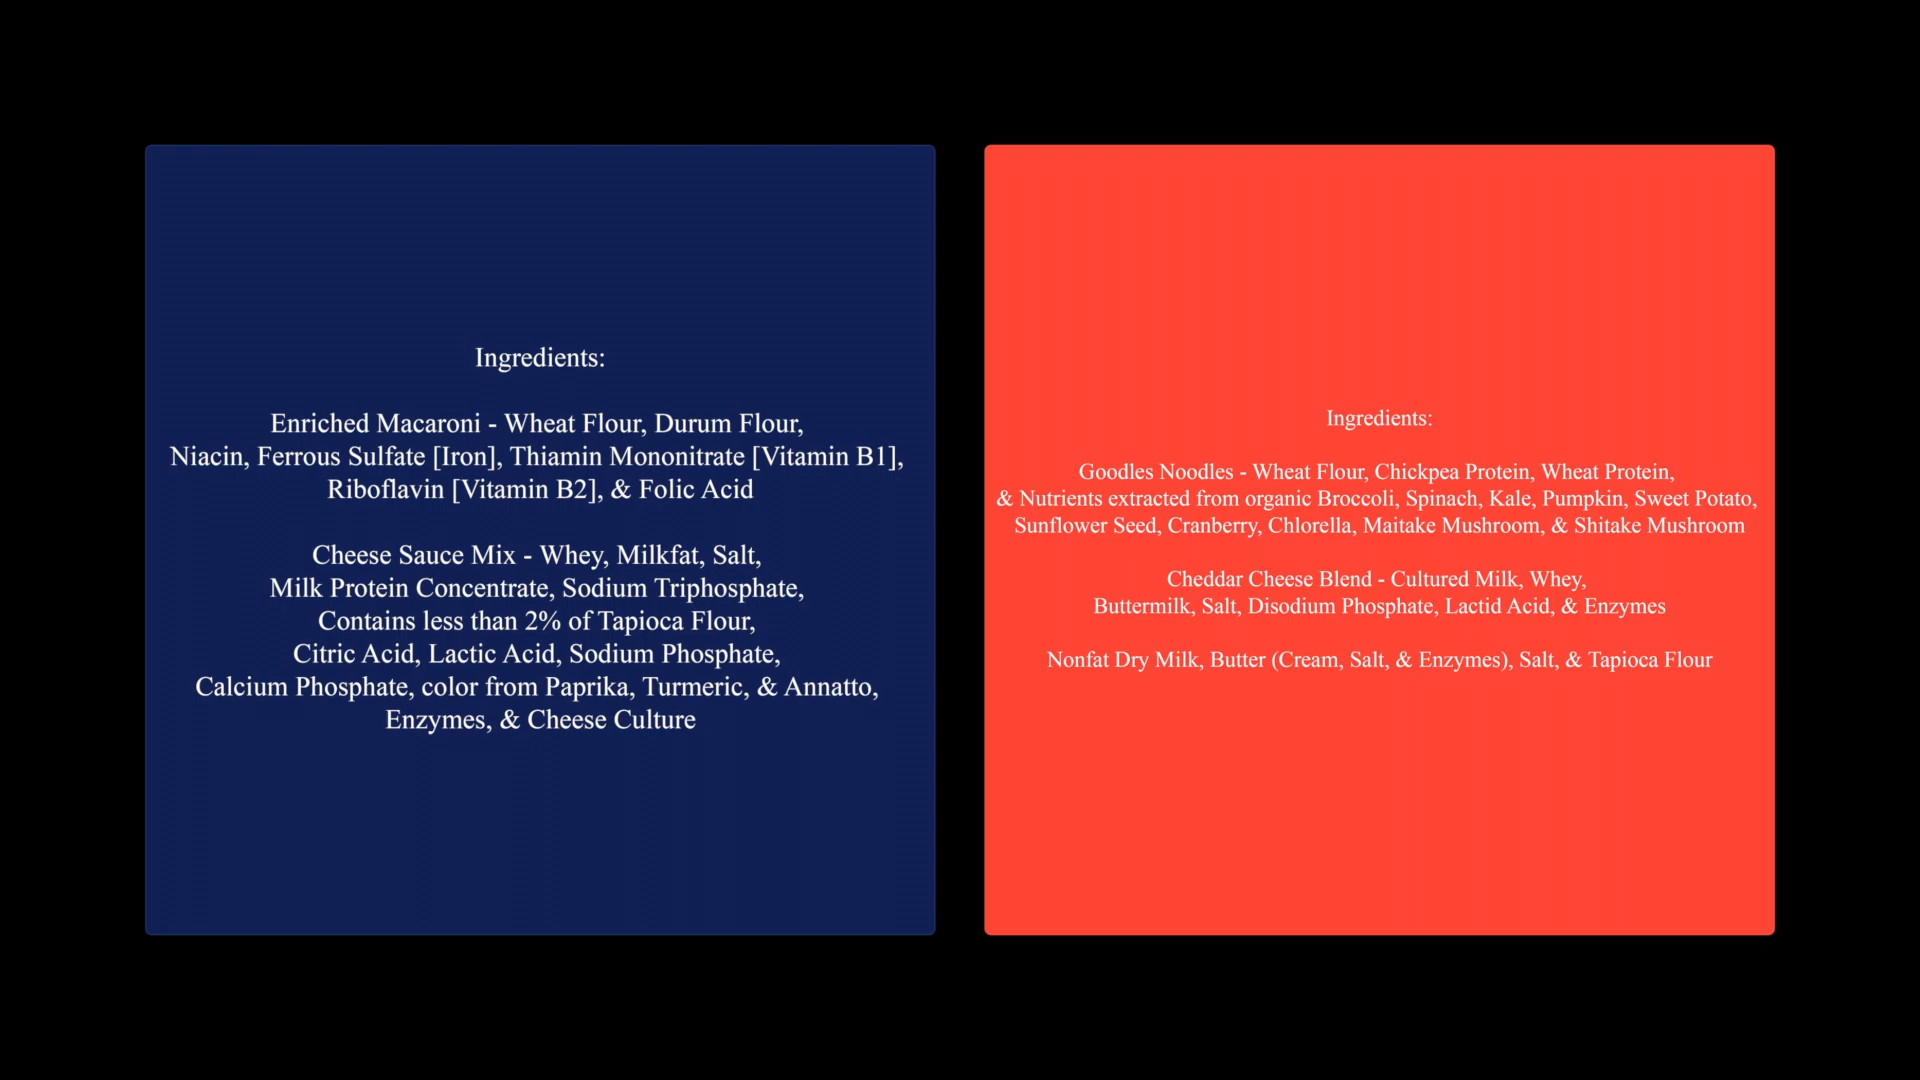 Ingredients:
Enriched Macaroni - Wheat Flour, Durum Flour,
Niacin, Ferrous Sulfate [Iron], Thiamin Mononitrate [Vitamin B1],
Riboflavin [Vitamin B2], & Folic Acid
Cheese Sauce Mix - Whey, Milkfat, Salt,
Milk Protein Concentrate, Sodium Triphosphate,
Contains less than 2% of Tapioca Flour,
Citric Acid, Lactic Acid, Sodium Phosphate,
Calcium Phosphate, color from Paprika, Turmeric, & Annatto,
Enzymes, & Cheese Culture
Ingredients:
Goodles Noodles - Wheat Flour, Chickpea Protein, Wheat Protein,
& Nutrients extracted from organic Broccoli, Spinach, Kale, Pumpkin, Sweet Potato,
Sunflower Seed, Cranberry, Chlorella, Maitake Mushroom, & Shitake Mushroom
Cheddar Cheese Blend - Cultured Milk, Whey,
Buttermilk, Salt, Disodium Phosphate, Lactid Acid, & Enzymes
Nonfat Dry Milk, Butter (Cream, Salt, & Enzymes), Salt, & Tapioca Flour